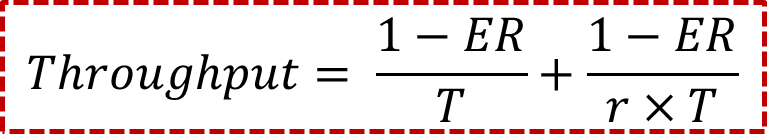 Throughput = (1 − ER)/T + (1 − ER)/(r × T)